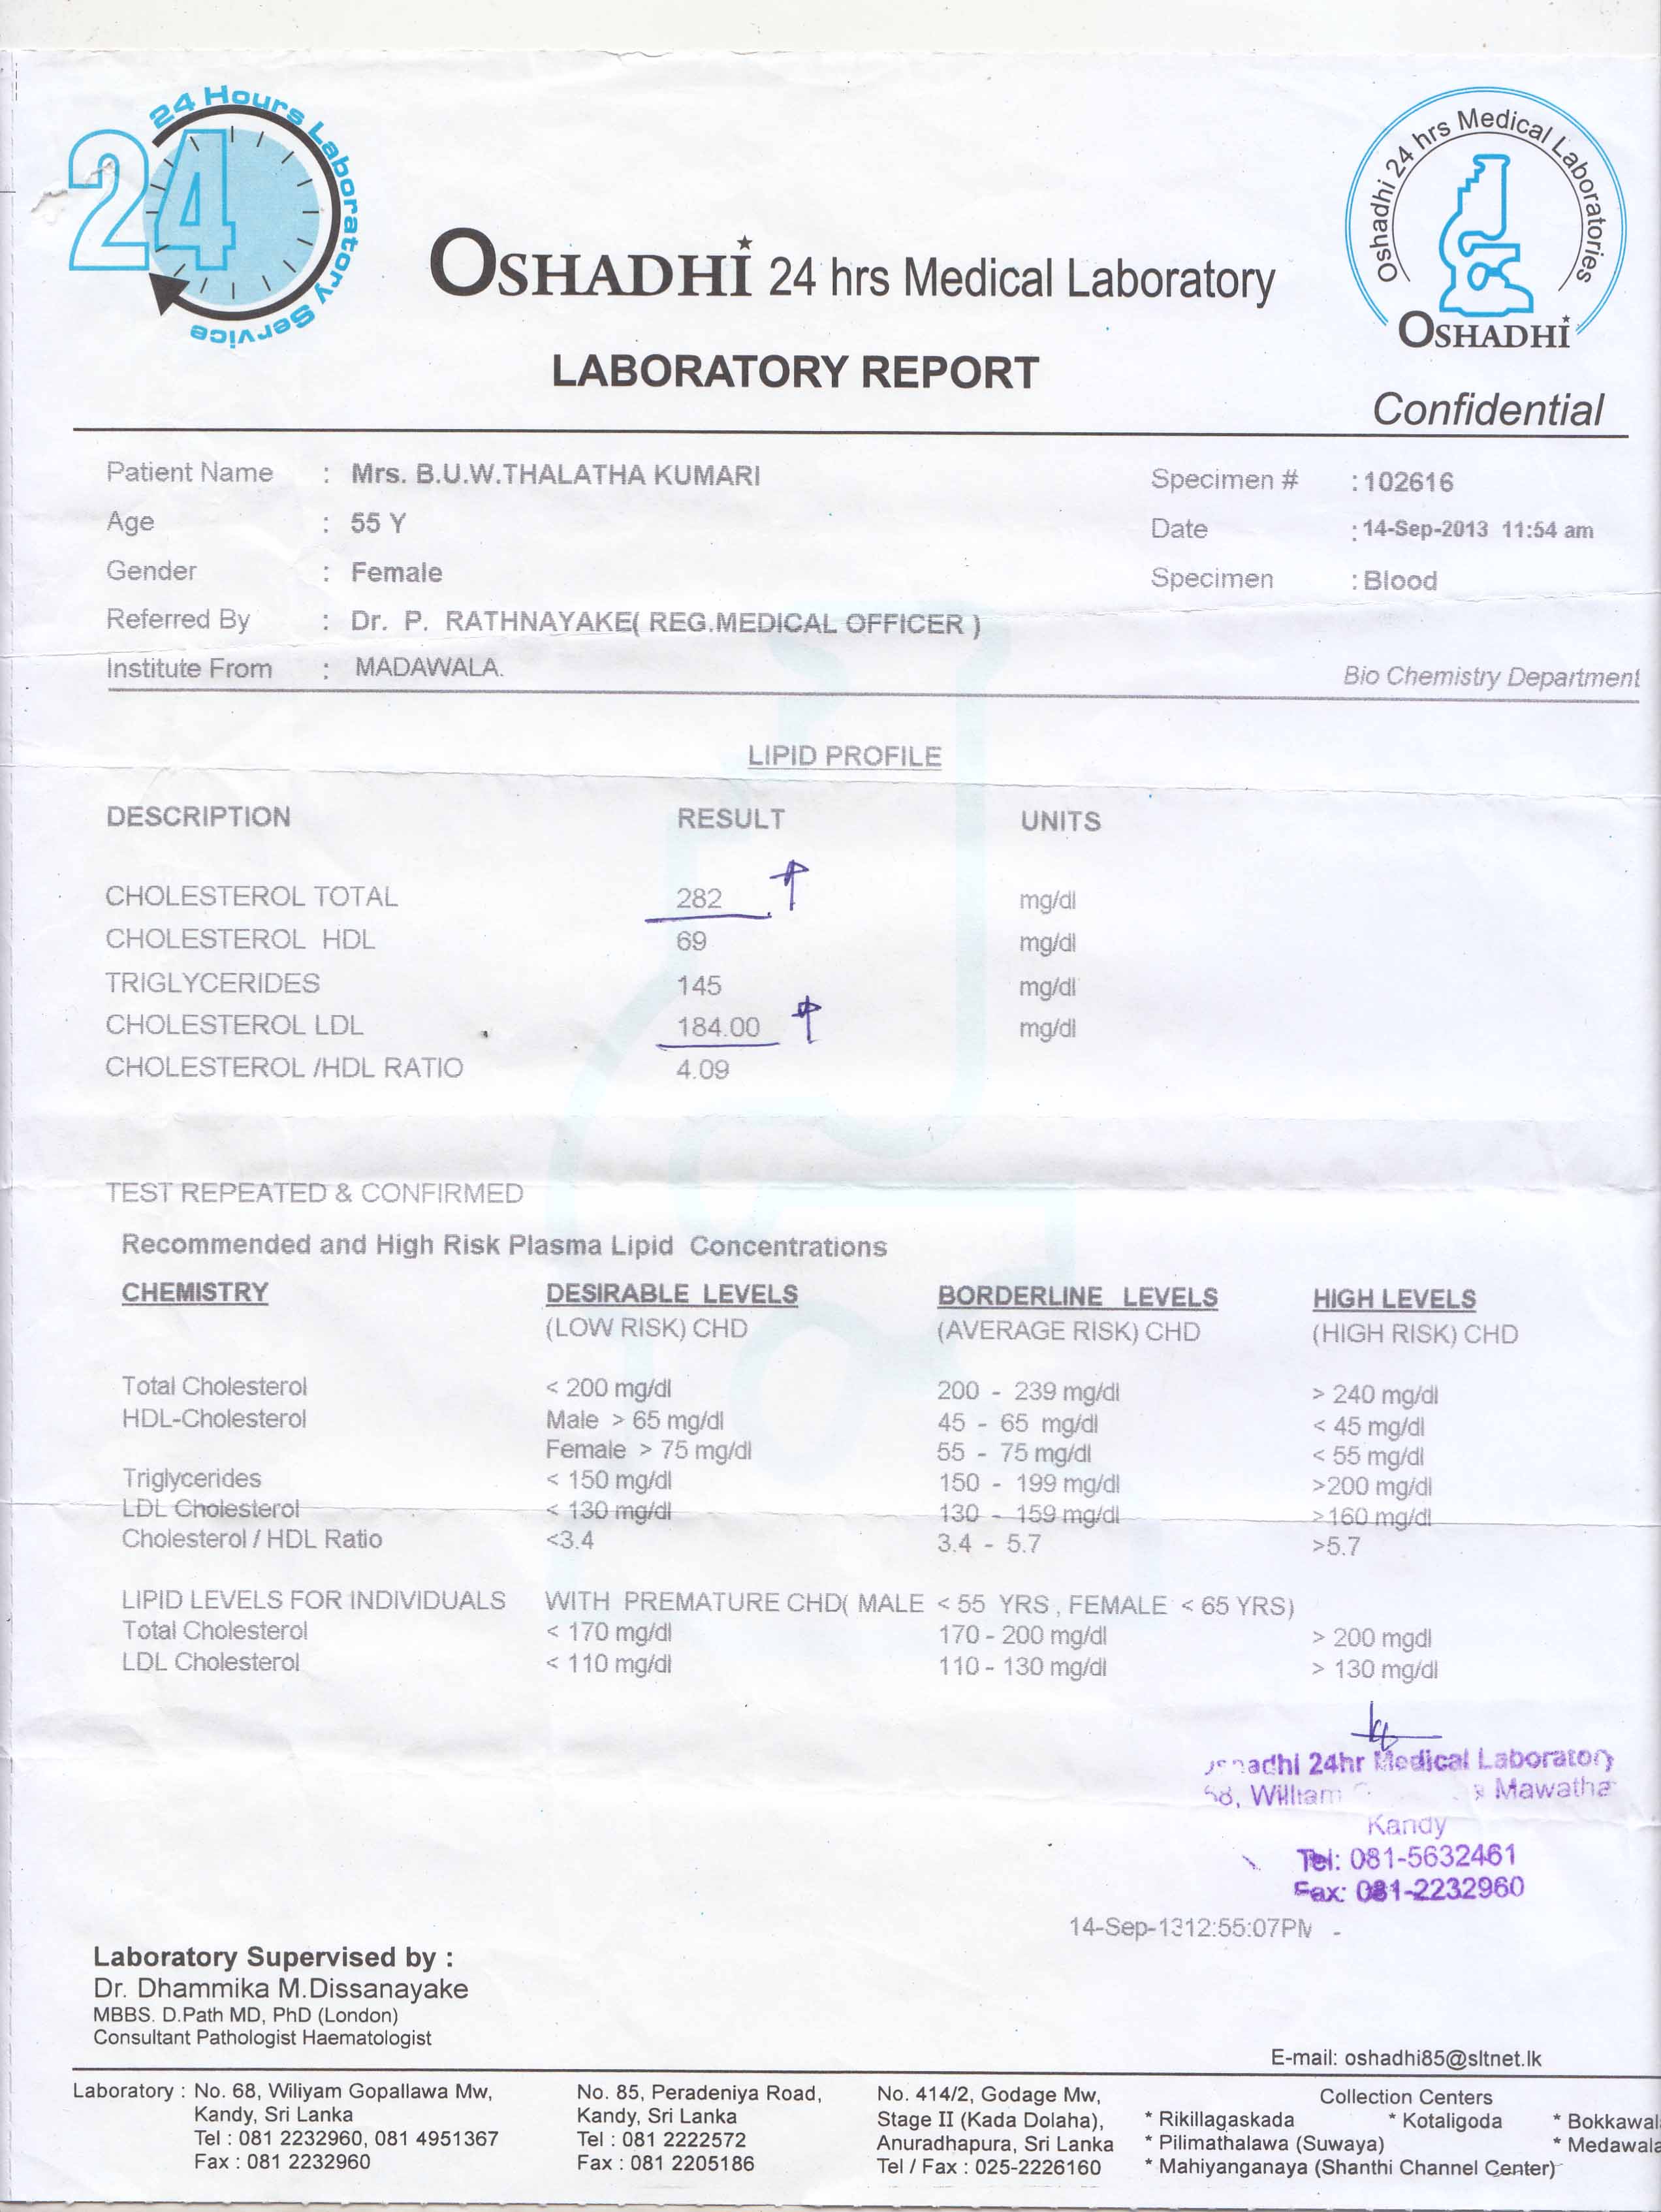 24 Hours Laboratory Service
24
Oshadhi 24 hrs Medical Laboratories
OSHADHI
OSHADHI 24 hrs Medical Laboratory
LABORATORY REPORT
Confidential
Patient Name : Mrs. B.U.W.THALATHA KUMARI Specimen # :102616
Age : 55 Y Date : 14-Sep-2013 11:54 am
Gender : Female Specimen : Blood
Referred By : Dr. P. RATHNAYAKE( REG.MEDICAL OFFICER )
Institute From : MADAWALA.
Bio Chemistry Department
LIPID PROFILE
DESCRIPTION RESULT UNITS
CHOLESTEROL TOTAL 282 mg/dl
CHOLESTEROL HDL 69 mg/dl
TRIGLYCERIDES 145 mg/dl
CHOLESTEROL LDL 184.00 mg/dl
CHOLESTEROL /HDL RATIO 4.09
TEST REPEATED & CONFIRMED
Recommended and High Risk Plasma Lipid Concentrations
CHEMISTRY DESIRABLE LEVELS BORDERLINE LEVELS HIGH LEVELS
(LOW RISK) CHD (AVERAGE RISK) CHD (HIGH RISK) CHD
Total Cholesterol < 200 mg/dl 200 - 239 mg/dl > 240 mg/dl
HDL-Cholesterol Male > 65 mg/dl 45 - 65 mg/dl < 45 mg/dl
Female > 75 mg/dl 55 - 75 mg/dl < 55 mg/dl
Triglycerides < 150 mg/dl 150 - 199 mg/dl >200 mg/dl
LDL Cholesterol < 130 mg/dl 130 - 159 mg/dl >160 mg/dl
Cholesterol / HDL Ratio <3.4 3.4 - 5.7 >5.7
LIPID LEVELS FOR INDIVIDUALS WITH PREMATURE CHD( MALE < 55 YRS , FEMALE < 65 YRS)
Total Cholesterol < 170 mg/dl 170 - 200 mg/dl > 200 mgdl
LDL Cholesterol < 110 mg/dl 110 - 130 mg/dl > 130 mg/dl
24hr Medical Laboratory
William Mawatha
Kandy
Tel: 081-5632461
Fax: 081-2232960
14-Sep-1312:55:07PM -
Laboratory Supervised by :
Dr. Dhammika M.Dissanayake
MBBS. D.Path MD, PhD (London)
Consultant Pathologist Haematologist
E-mail: oshadhi85@sltnet.lk
Laboratory : No. 68, Wiliyam Gopallawa Mw,
Kandy, Sri Lanka
Tel : 081 2232960, 081 4951367
Fax : 081 2232960
No. 85, Peradeniya Road,
Kandy, Sri Lanka
Tel : 081 2222572
Fax : 081 2205186
No. 414/2, Godage Mw,
Stage II (Kada Dolaha),
Anuradhapura, Sri Lanka
Tel / Fax : 025-2226160
Collection Centers
* Rikillagaskada * Kotaligoda * Bokkawal
* Pilimathalawa (Suwaya) * Medawala
* Mahiyanganaya (Shanthi Channel Center)